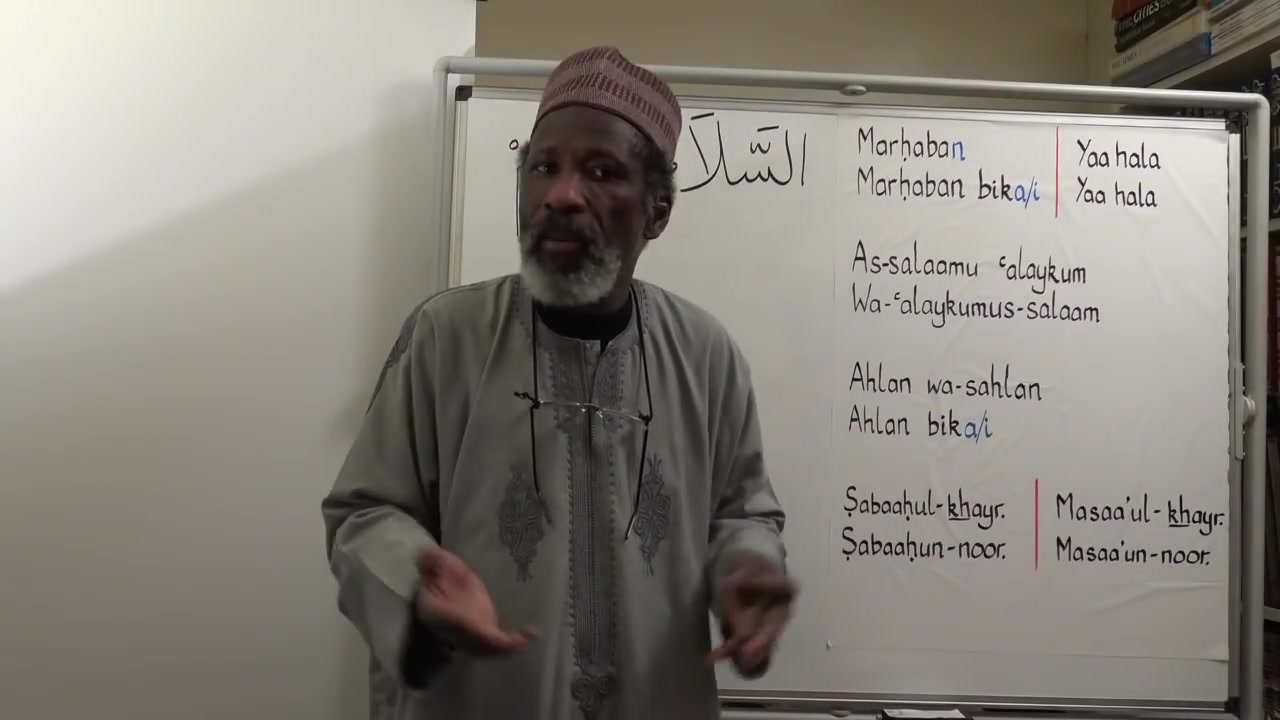 السَّلاَ
Marḥaban
Marḥaban bika/i
Yaa hala
Yaa hala
As-salaamu ʿalaykum
Wa-ʿalaykumus-salaam
Ahlan wa-sahlan
Ahlan bika/i
Ṣabaaḥul-khayr.
Ṣabaaḥun-noor.
Masaa'ul-khayr.
Masaa'un-noor.
CITIES